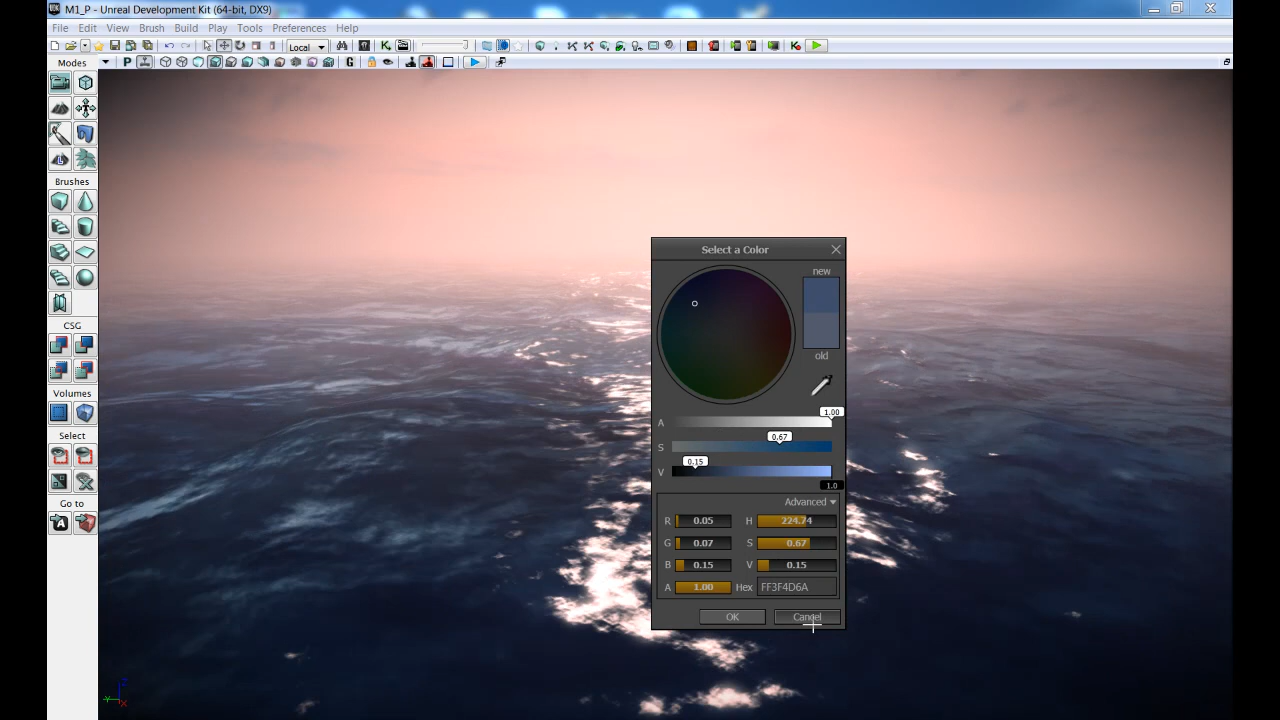 M1_P - Unreal Development Kit (64-bit, DX9)
File Edit View Brush Build Play Tools Preferences Help
Local
Modes
P G
Brushes
CSG
Volumes
Select
Go to
Select a Color
new
old
1.00
A
0.67
S
0.15
V
1.0
Advanced
R 0.05 H 224.74
G 0.07 S 0.67
B 0.15 V 0.15
A 1.00 Hex FF3F4D6A
OK Cancel